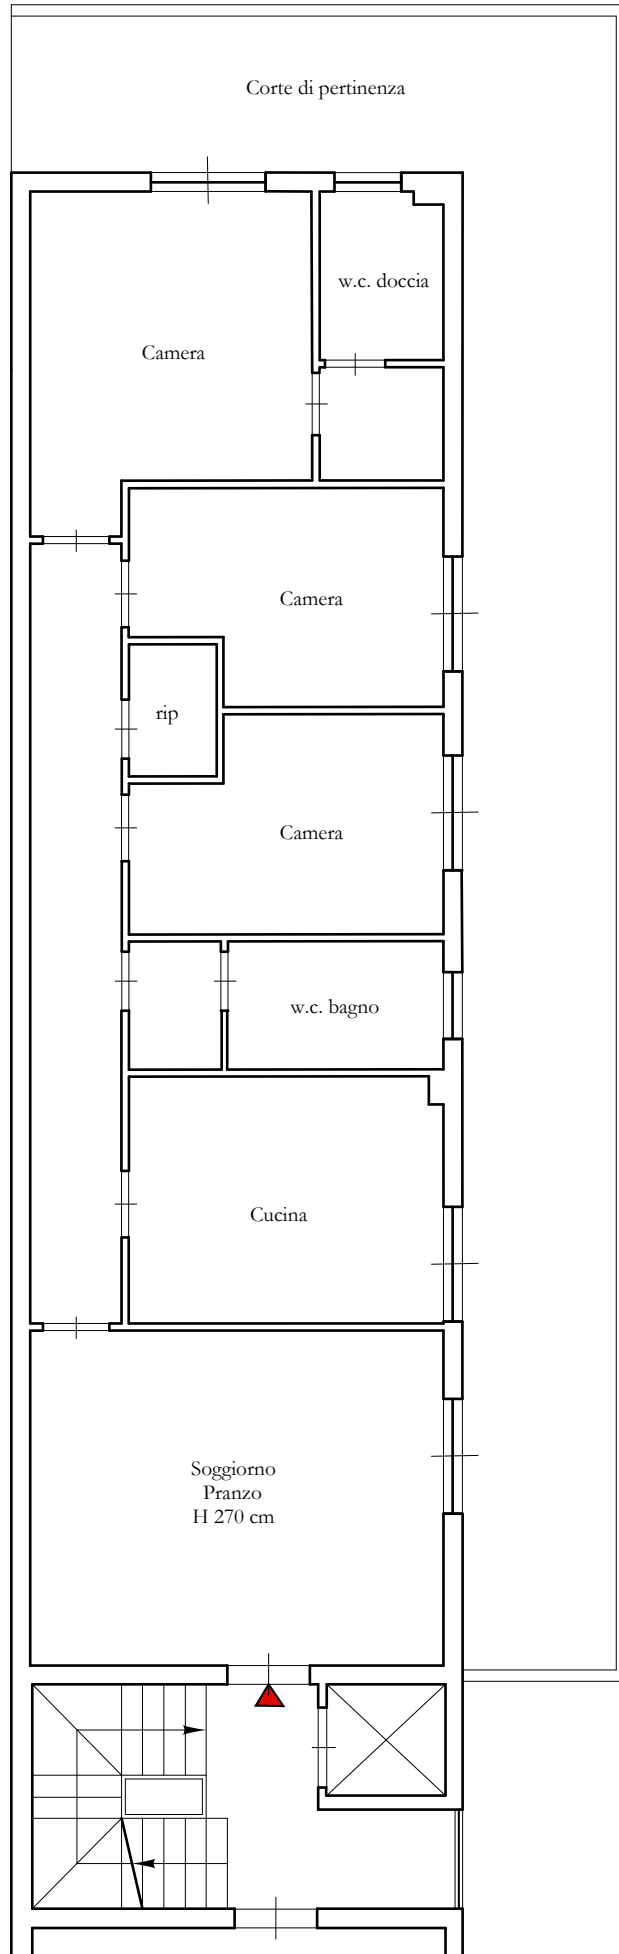 Corte di pertinenza
w.c. doccia
Camera
Camera
rip
Camera
w.c. bagno
Cucina
Soggiorno
Pranzo
H 270 cm